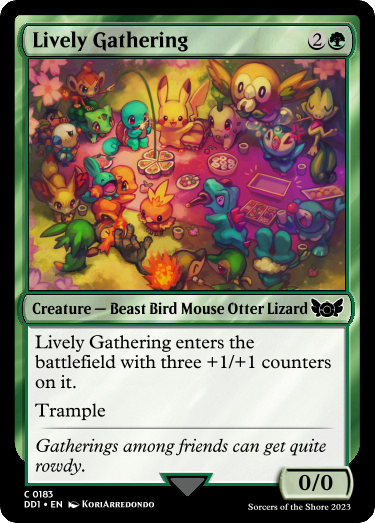 Lively Gathering 2
Creature — Beast Bird Mouse Otter Lizard
Lively Gathering enters the
battlefield with three +1/+1 counters
on it.
Trample
Gatherings among friends can get quite
rowdy.
0/0
C 0183
DD1 • EN KoriArredondo
Sorcers of the Shore 2023